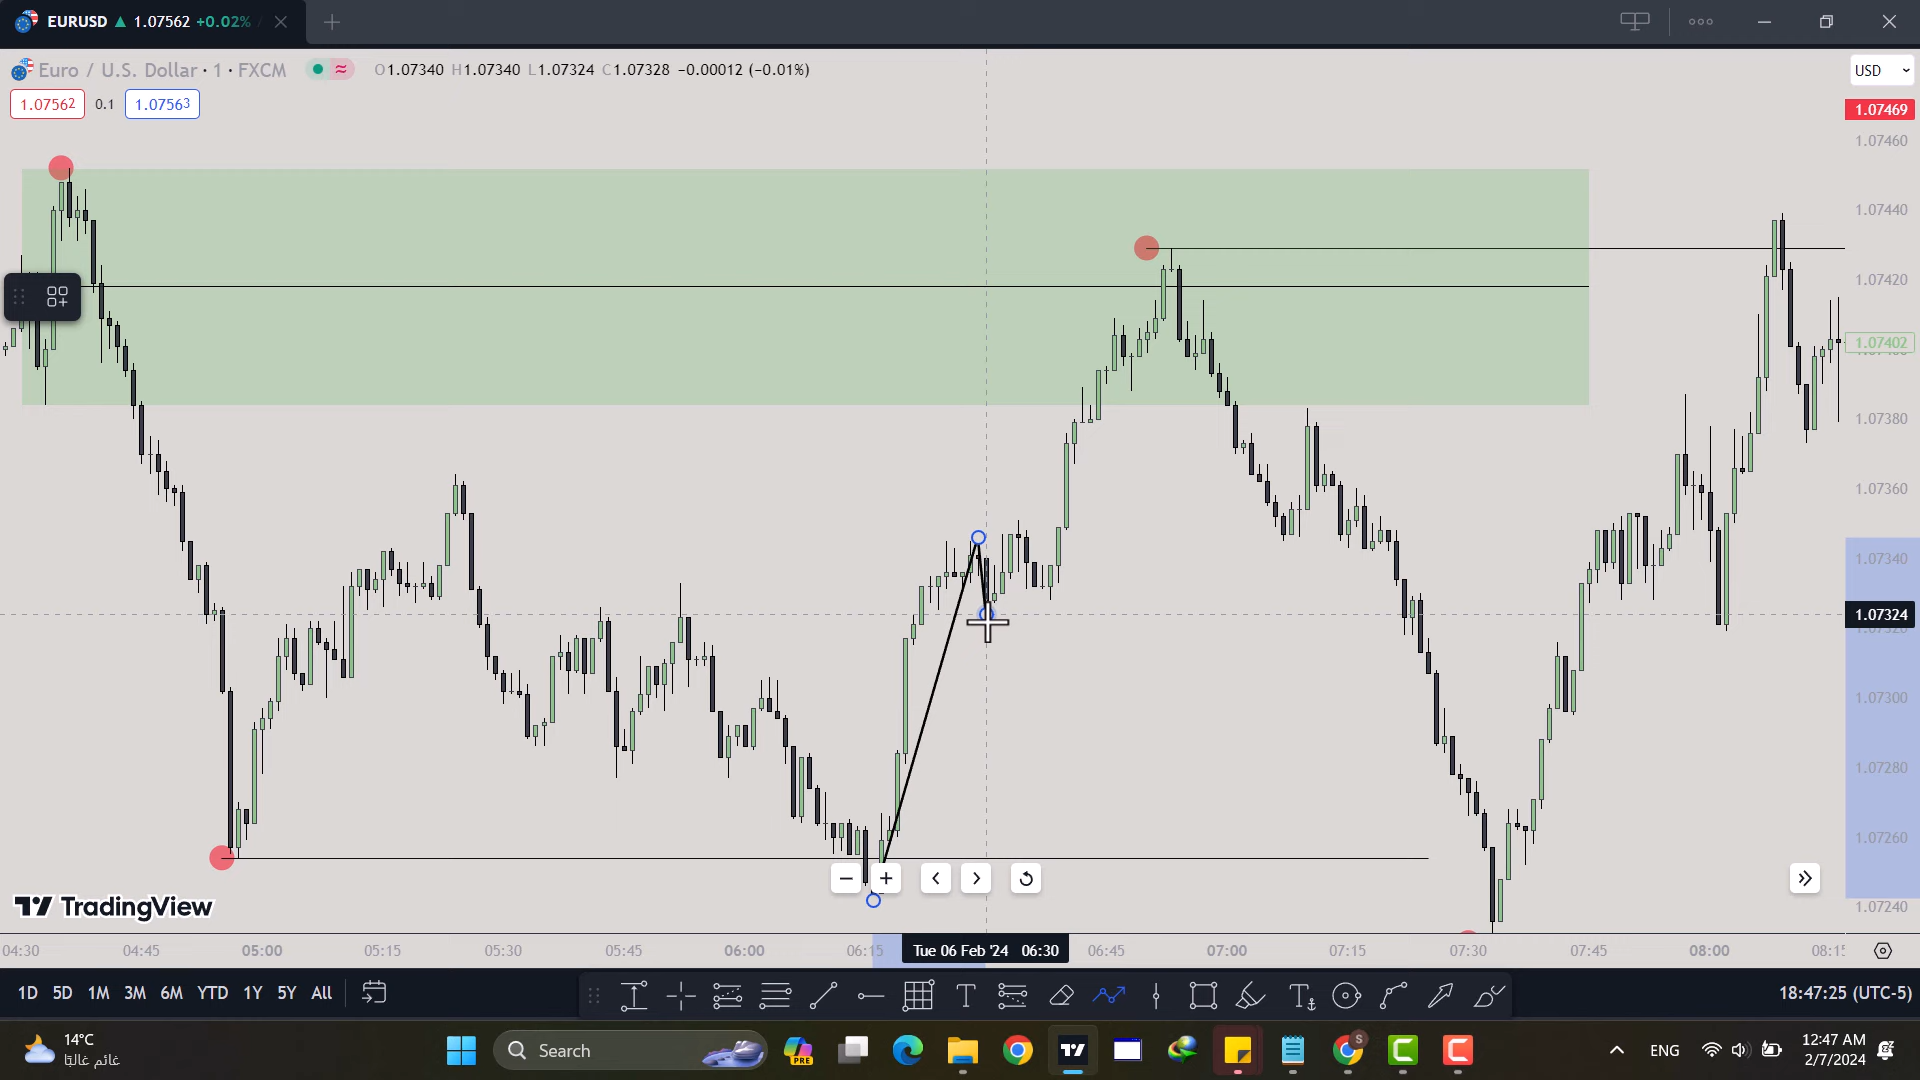 EURUSD ▲ 1.07562 +0.02% /
Euro / U.S. Dollar · 1 · FXCM O1.07340 H1.07340 L1.07324 C1.07328 −0.00012 (−0.01%)
USD
1.07562 0.1 1.07563
1.07469
1.07460
1.07440
1.07420
1.07402
1.07380
1.07360
1.07340
1.07324
1.07300
1.07280
1.07260
1.07240
TradingView
04:30 04:45 05:00 05:15 05:30 05:45 06:00 06:15 Tue 06 Feb '24 06:30 06:45 07:00 07:15 07:30 07:45 08:00
1D 5D 1M 3M 6M YTD 1Y 5Y All 18:47:25 (UTC-5)
14°C
غائم غالبًا
Search
PRE
ENG
12:47 AM
2/7/2024